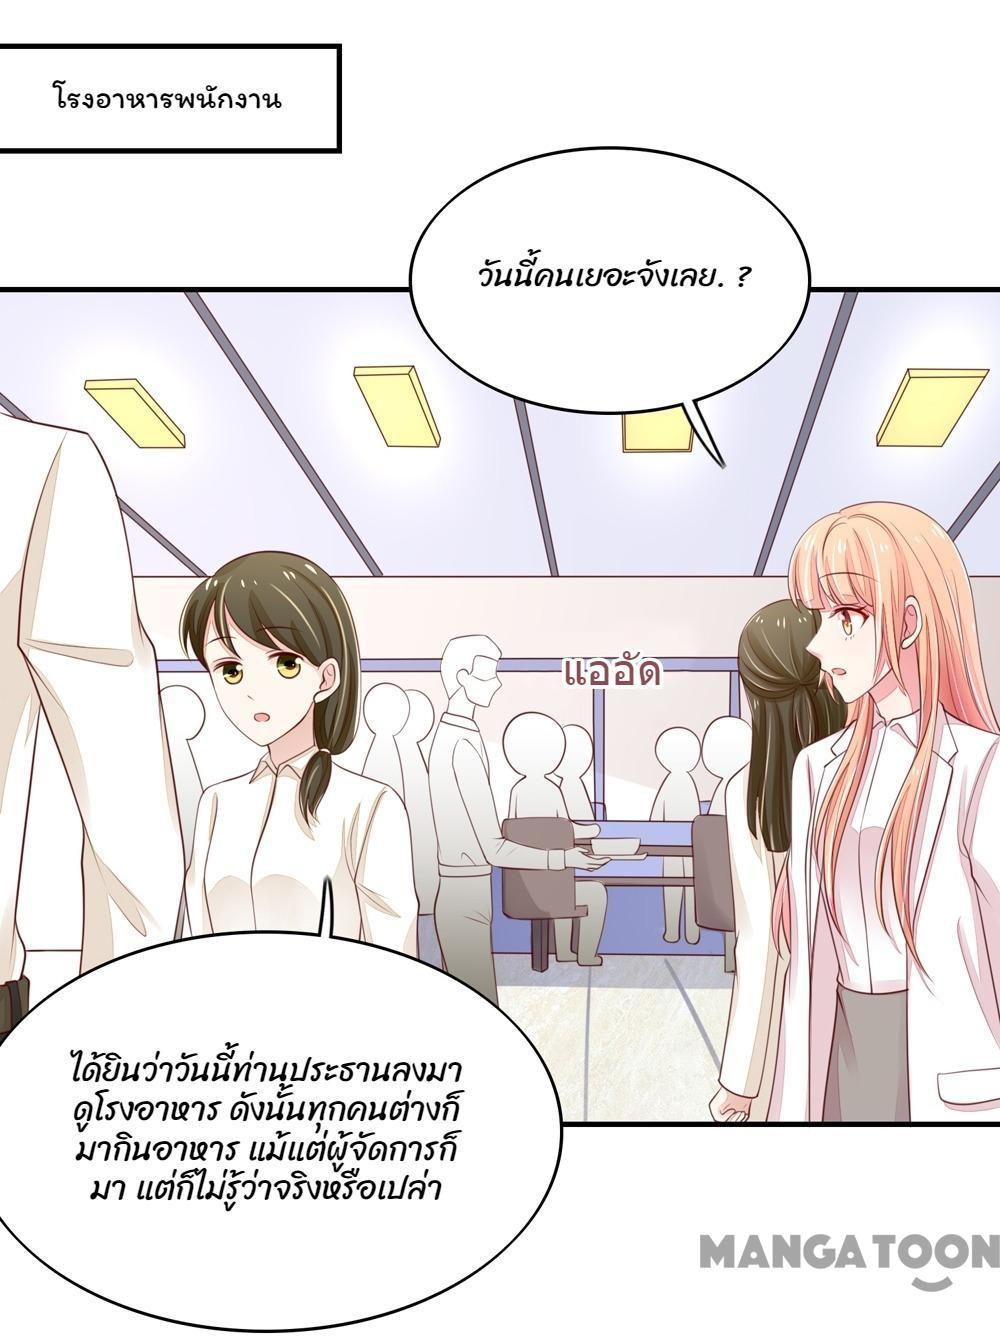 โรงอาหารพนักงาน
วันนี้คนเยอะจังเลย. ?
แออัด
ได้ยินว่าวันนี้ท่านประธานลงมา
ดูโรงอาหาร ดังนั้นทุกคนต่างก็
มากินอาหาร แม้แต่ผู้จัดการก็
มา แต่ก็ไม่รู้ว่าจริงหรือเปล่า
MANGATOON